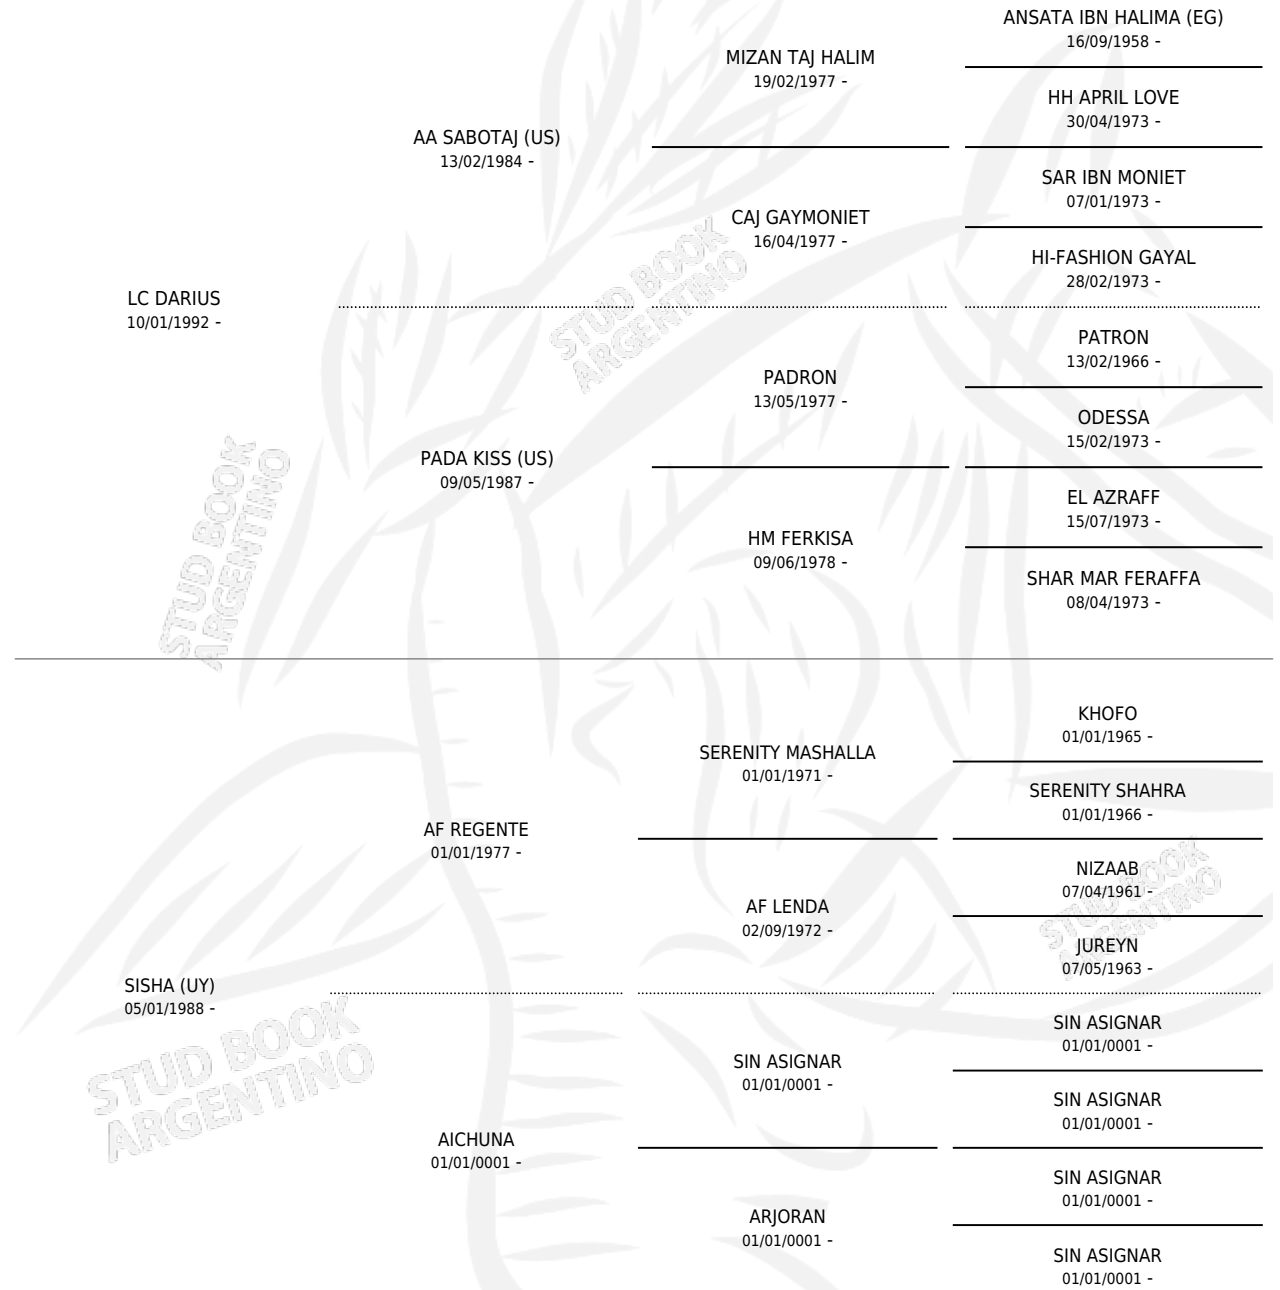 ANSATA IBN HALIMA (EG)
16/09/1958 -
MIZAN TAJ HALIM
19/02/1977 -
HH APRIL LOVE
30/04/1973 -
AA SABOTAJ (US)
13/02/1984 -
SAR IBN MONIET
07/01/1973 -
CAJ GAYMONIET
16/04/1977 -
HI-FASHION GAYAL
28/02/1973 -
LC DARIUS
10/01/1992 -
STUD BOOK
ARGENTINO
PATRON
13/02/1966 -
PADRON
13/05/1977 -
ODESSA
15/02/1973 -
PADA KISS (US)
09/05/1987 -
STUD BOOK
ARGENTINO
EL AZRAFF
15/07/1973 -
HM FERKISA
09/06/1978 -
SHAR MAR FERAFFA
08/04/1973 -
KHOFO
01/01/1965 -
SERENITY MASHALLA
01/01/1971 -
SERENITY SHAHRA
01/01/1966 -
AF REGENTE
01/01/1977 -
NIZAAB
07/04/1961 -
STUD BOOK
ARGENTINO
AF LENDA
02/09/1972 -
JUREYN
07/05/1963 -
SISHA (UY)
05/01/1988 -
STUD BOOK
ARGENTINO
SIN ASIGNAR
01/01/0001 -
SIN ASIGNAR
01/01/0001 -
SIN ASIGNAR
01/01/0001 -
AICHUNA
01/01/0001 -
SIN ASIGNAR
01/01/0001 -
ARJORAN
01/01/0001 -
SIN ASIGNAR
01/01/0001 -